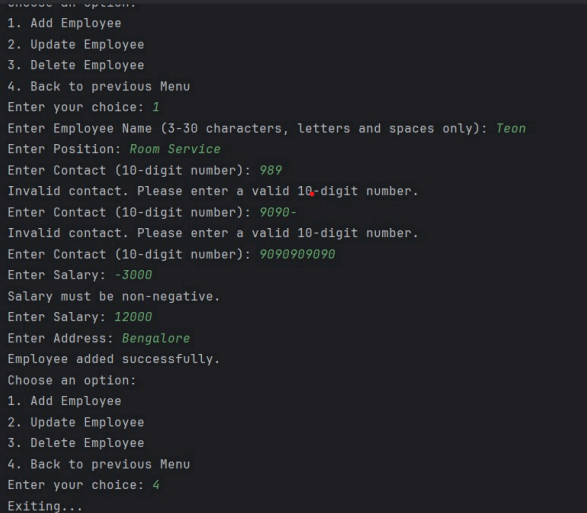 Choose an option:
1. Add Employee
2. Update Employee
3. Delete Employee
4. Back to previous Menu
Enter your choice: 1
Enter Employee Name (3-30 characters, letters and spaces only): Teon
Enter Position: Room Service
Enter Contact (10-digit number): 989
Invalid contact. Please enter a valid 10-digit number.
Enter Contact (10-digit number): 9090-
Invalid contact. Please enter a valid 10-digit number.
Enter Contact (10-digit number): 9090909090
Enter Salary: -3000
Salary must be non-negative.
Enter Salary: 12000
Enter Address: Bengalore
Employee added successfully.
Choose an option:
1. Add Employee
2. Update Employee
3. Delete Employee
4. Back to previous Menu
Enter your choice: 4
Exiting...